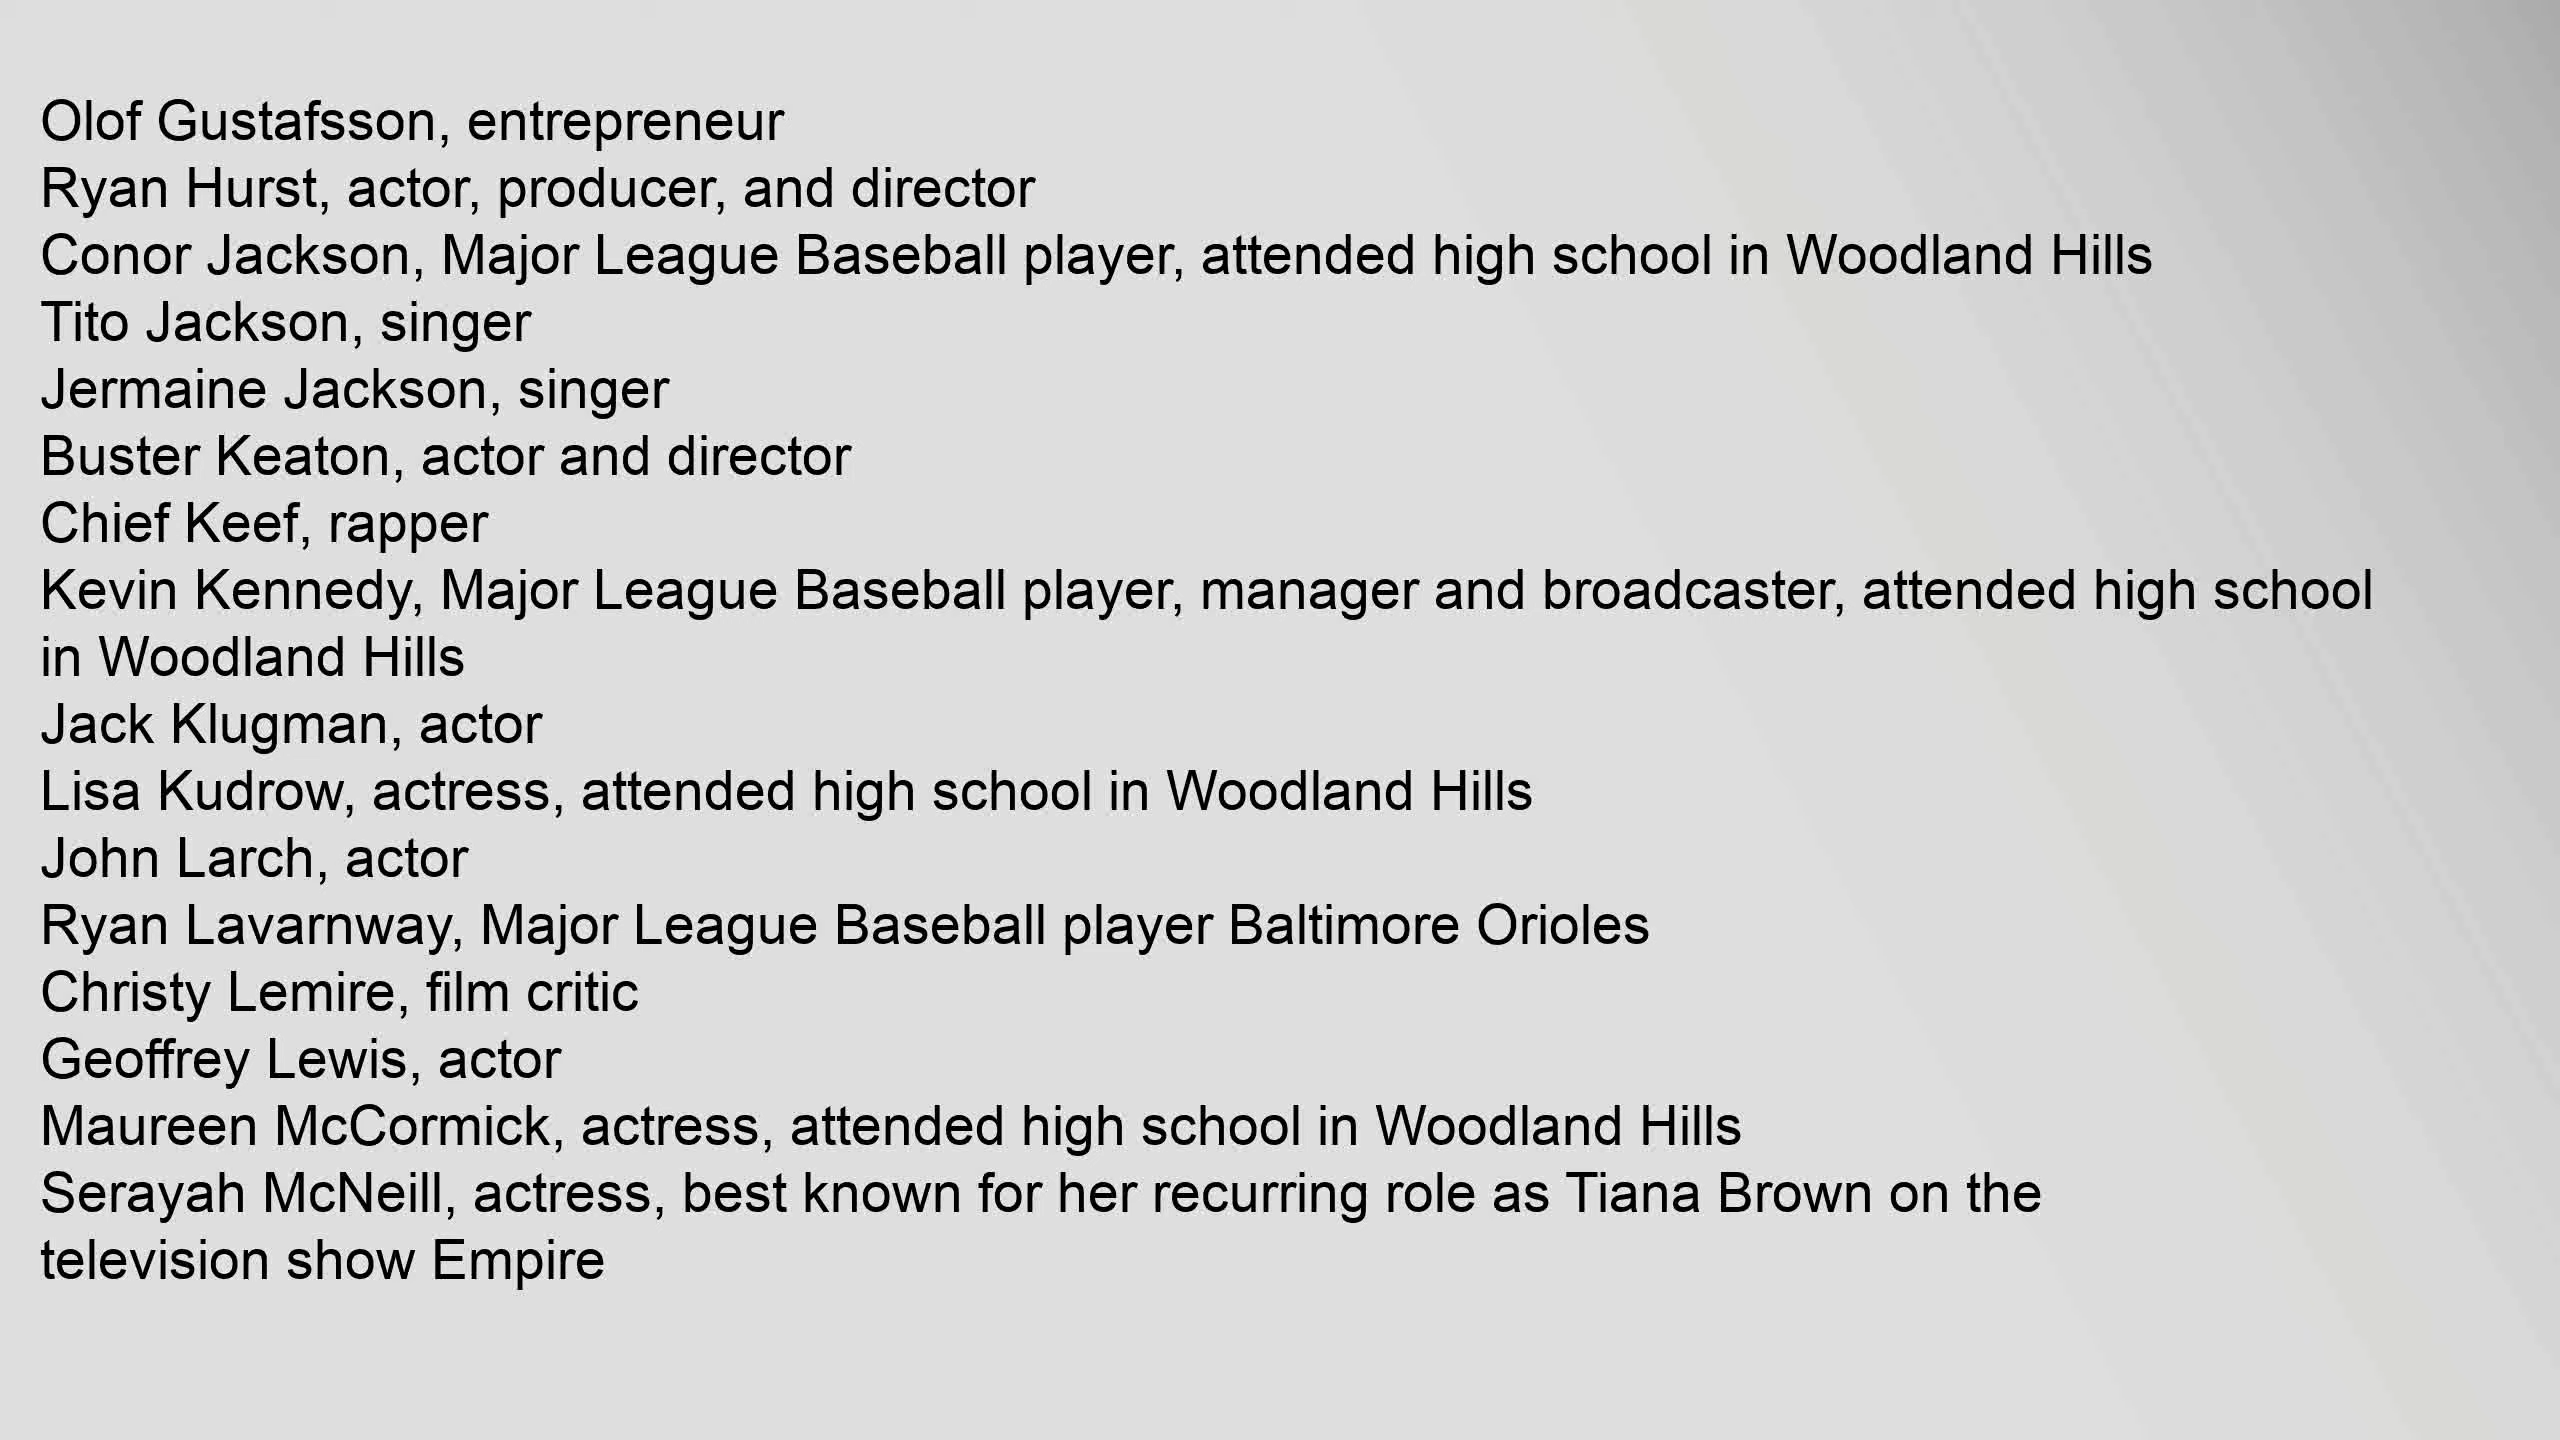 Olof Gustafsson, entrepreneur
Ryan Hurst, actor, producer, and director
Conor Jackson, Major League Baseball player, attended high school in Woodland Hills
Tito Jackson, singer
Jermaine Jackson, singer
Buster Keaton, actor and director
Chief Keef, rapper
Kevin Kennedy, Major League Baseball player, manager and broadcaster, attended high school
in Woodland Hills
Jack Klugman, actor
Lisa Kudrow, actress, attended high school in Woodland Hills
John Larch, actor
Ryan Lavarnway, Major League Baseball player Baltimore Orioles
Christy Lemire, film critic
Geoffrey Lewis, actor
Maureen McCormick, actress, attended high school in Woodland Hills
Serayah McNeill, actress, best known for her recurring role as Tiana Brown on the
television show Empire